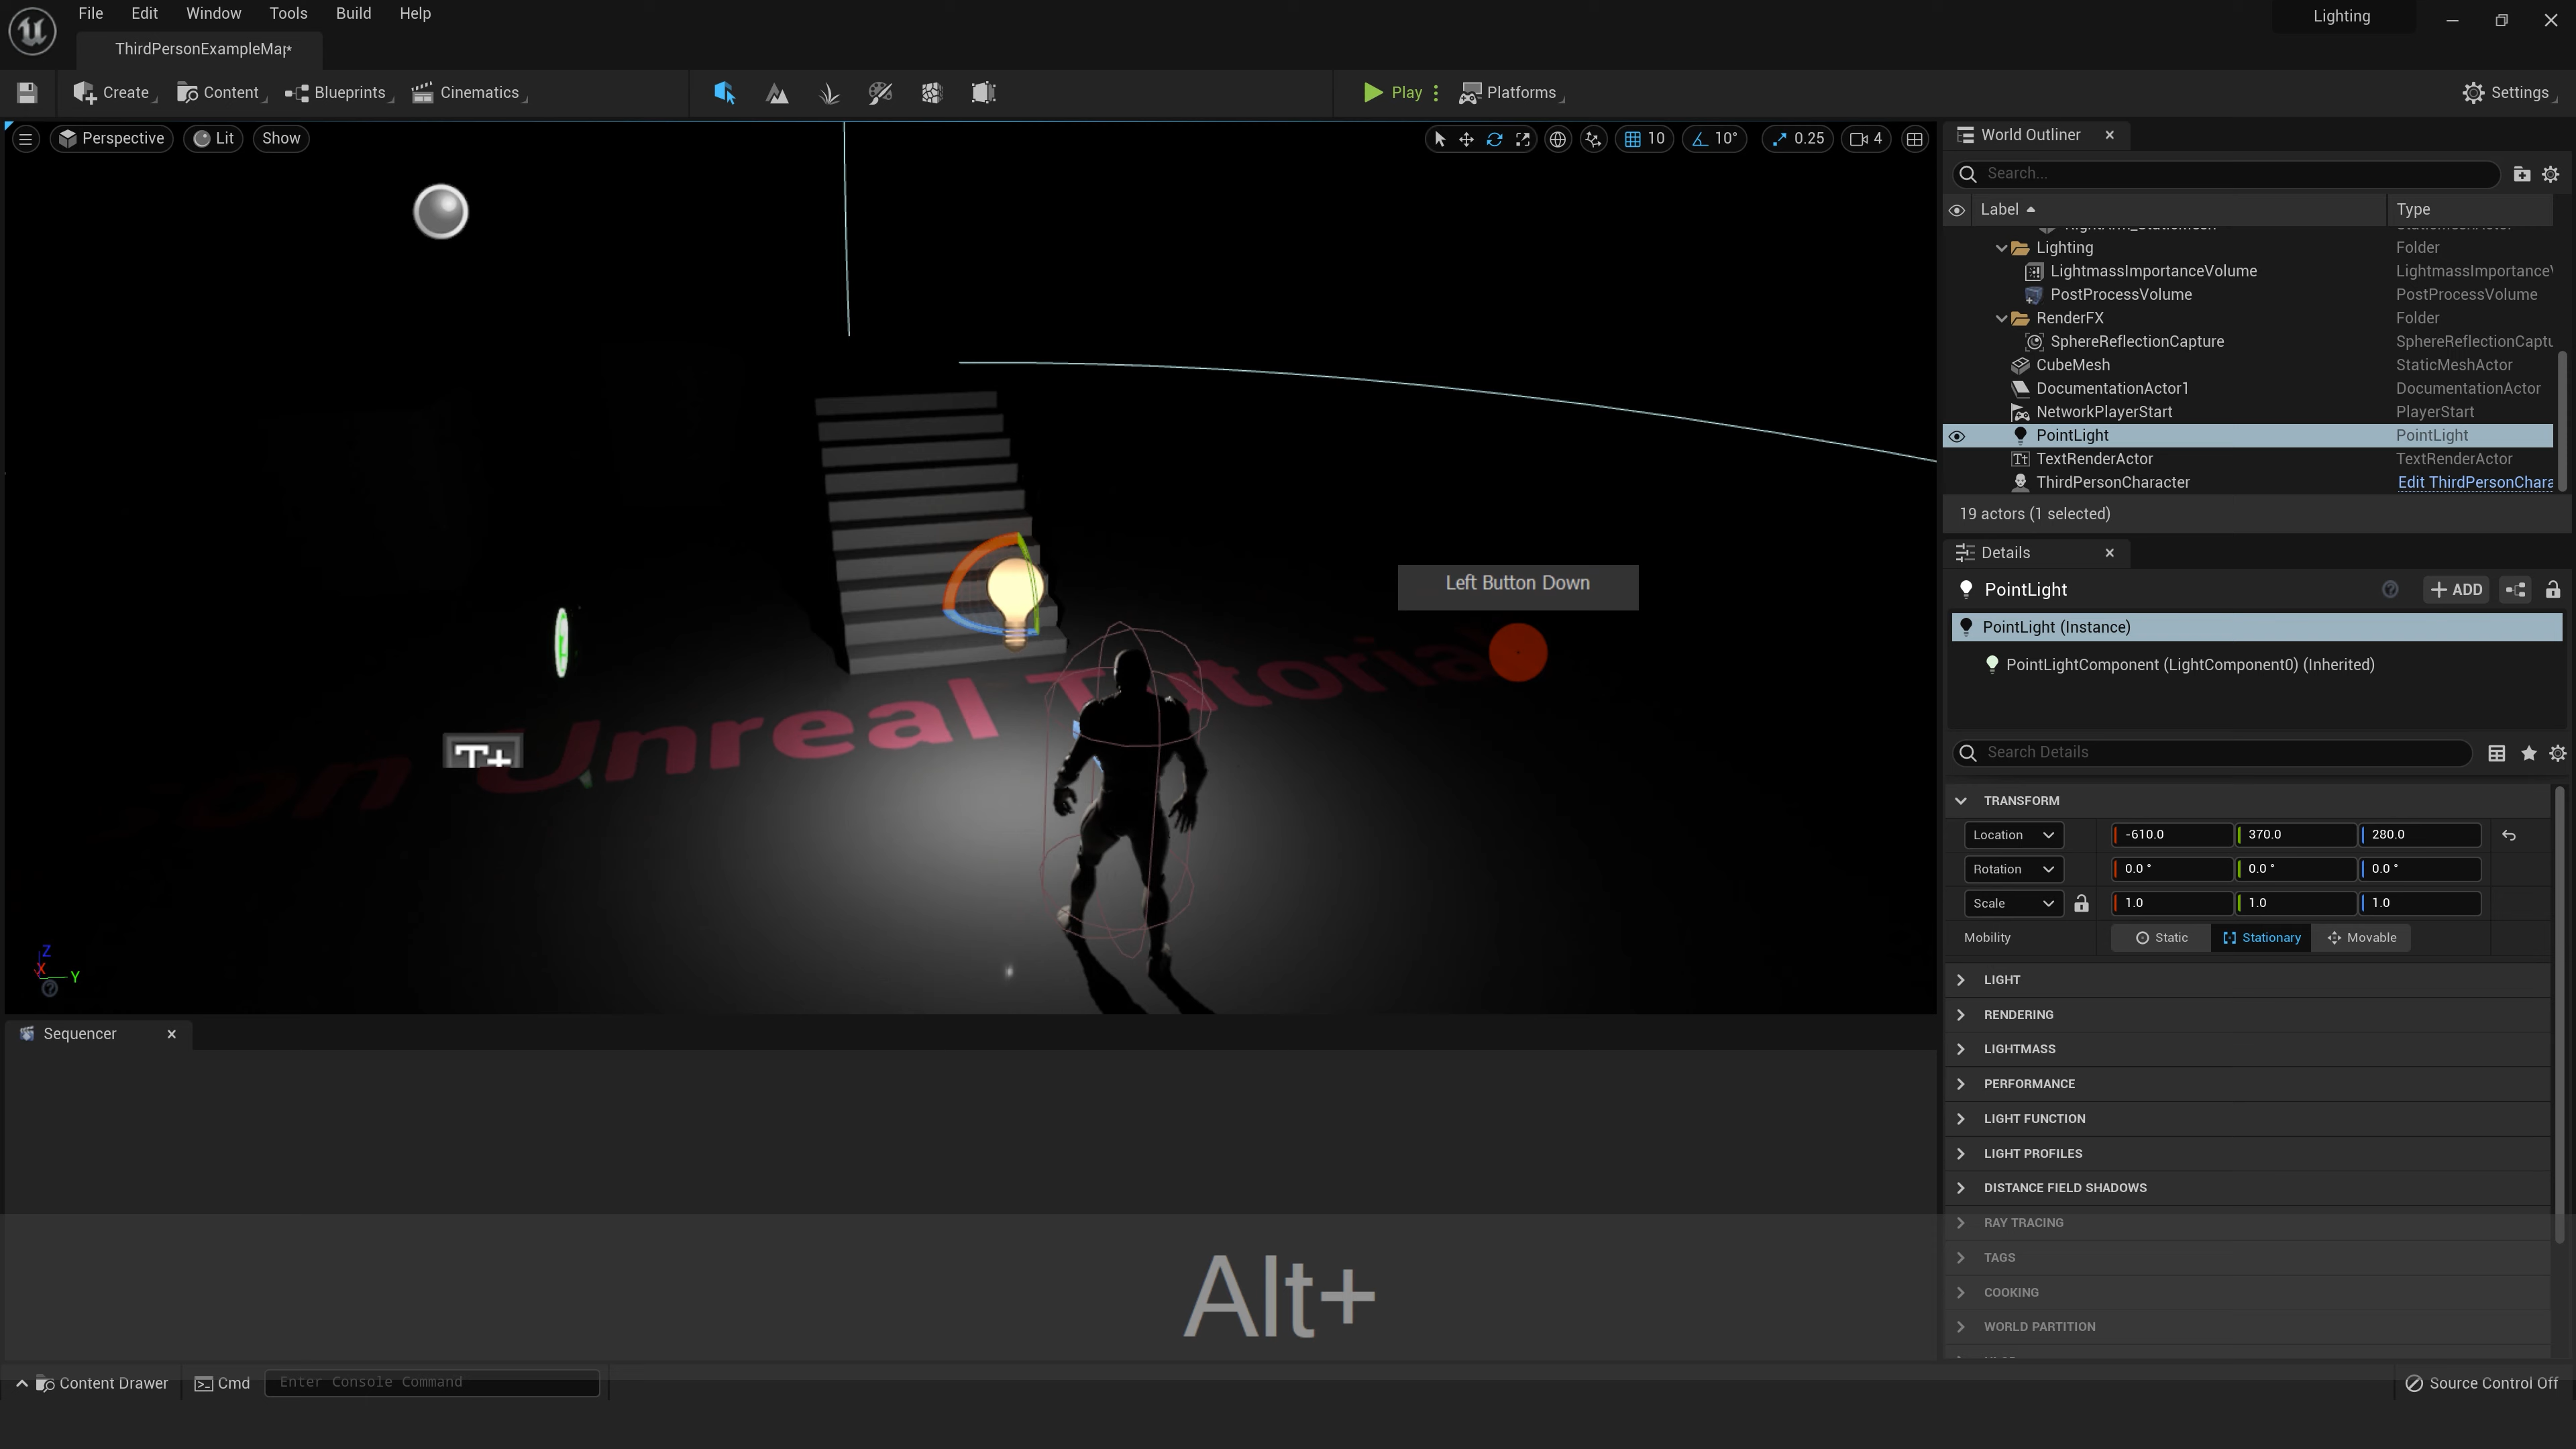 File Edit Window Tools Build Help
Lighting
ThirdPersonExampleMap*
Create Content Blueprints Cinematics Play Platforms Settings
Perspective Lit Show 10 10° 0.25 4
World Outliner
Search...
Label Type
Lighting Folder
LightmassImportanceVolume LightmassImportanceV
PostProcessVolume PostProcessVolume
RenderFX Folder
SphereReflectionCapture SphereReflectionCaptu
CubeMesh StaticMeshActor
DocumentationActor1 DocumentationActor
NetworkPlayerStart PlayerStart
PointLight PointLight
TextRenderActor TextRenderActor
ThirdPersonCharacter Edit ThirdPersonChara
19 actors (1 selected)
Details
PointLight ADD
PointLight (Instance)
PointLightComponent (LightComponent0) (Inherited)
Search Details
TRANSFORM
Location -610.0 370.0 280.0
Rotation 0.0 ° 0.0 ° 0.0 °
Scale 1.0 1.0 1.0
Mobility Static Stationary Movable
LIGHT
RENDERING
LIGHTMASS
PERFORMANCE
LIGHT FUNCTION
LIGHT PROFILES
DISTANCE FIELD SHADOWS
RAY TRACING
TAGS
COOKING
WORLD PARTITION
Left Button Down
on Unreal Tutorial
T+
Z
X Y
Sequencer
Alt+
Content Drawer Cmd Enter Console Command Source Control Off